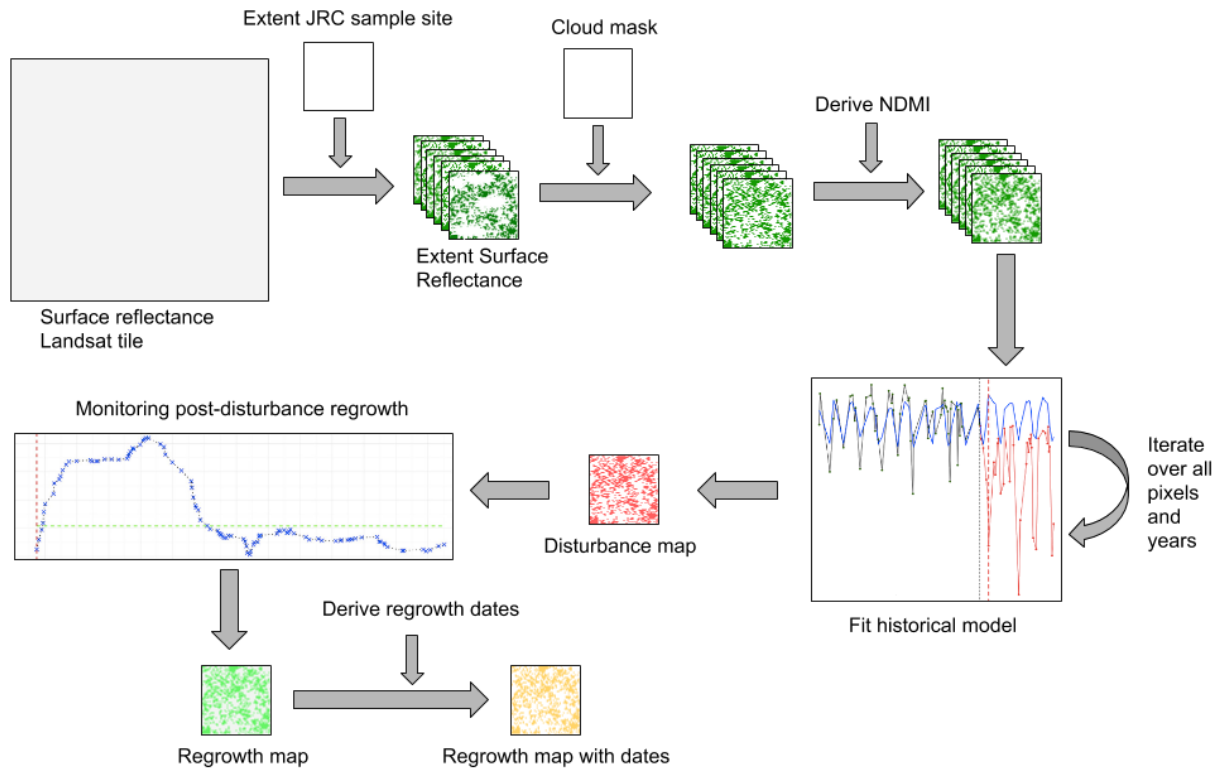 Extent JRC sample site
Cloud mask
Derive NDMI
Extent Surface
Reflectance
Surface reflectance
Landsat tile
Monitoring post-disturbance regrowth
Iterate
over all
pixels
and
years
Disturbance map
Fit historical model
Derive regrowth dates
Regrowth map
Regrowth map with dates